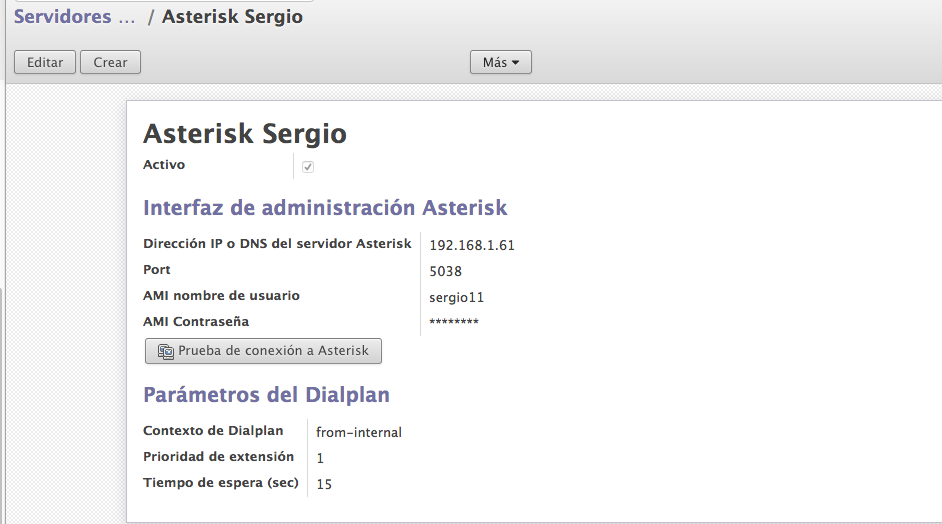 Servidores ... / Asterisk Sergio
Editar Crear Más
Asterisk Sergio
Activo
Interfaz de administración Asterisk
Dirección IP o DNS del servidor Asterisk 192.168.1.61
Port 5038
AMI nombre de usuario sergio11
AMI Contraseña ********
Prueba de conexión a Asterisk
Parámetros del Dialplan
Contexto de Dialplan from-internal
Prioridad de extensión 1
Tiempo de espera (sec) 15